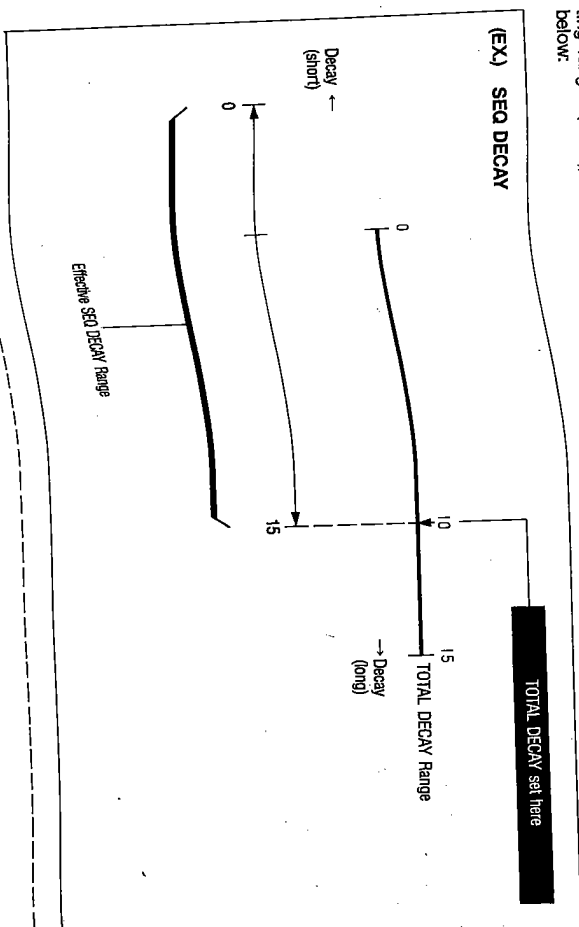 below:
(EX.) SEQ DECAY
TOTAL DECAY set here
0 10 15
TOTAL DECAY Range
Decay ←
(short)
→ Decay
(long)
0 15
Effective SEQ DECAY Range